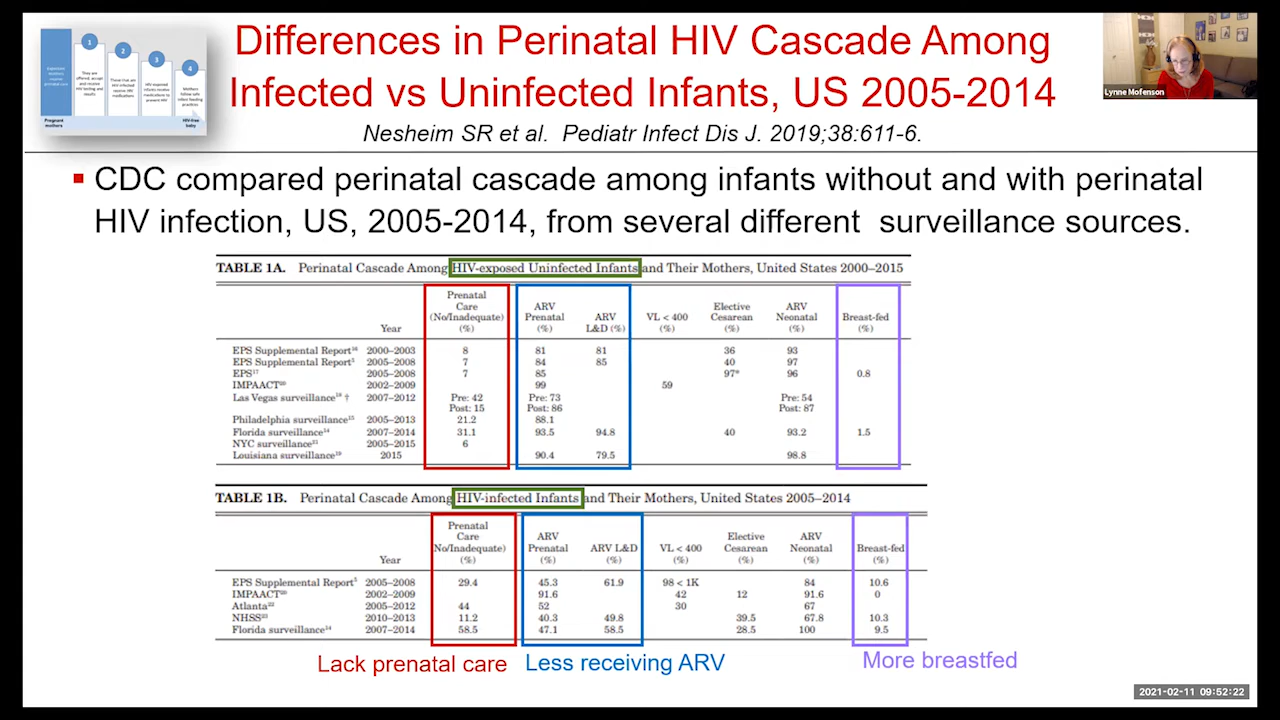 Differences in Perinatal HIV Cascade Among
Infected vs Uninfected Infants, US 2005-2014
Nesheim SR et al. Pediatr Infect Dis J. 2019;38:611-6.
1
2
3
4
Pregnant mothers
HIV-free baby
Lynne Mofenson
▪ CDC compared perinatal cascade among infants without and with perinatal
HIV infection, US, 2005-2014, from several different surveillance sources.
TABLE 1A. Perinatal Cascade Among HIV-exposed Uninfected Infants and Their Mothers, United States 2000–2015
Year Prenatal Care (No/Inadequate) (%) ARV Prenatal (%) ARV L&D (%) VL < 400 (%) Elective Cesarean (%) ARV Neonatal (%) Breast-fed (%)
EPS Supplemental Report 2000–2003 8 81 81 36 93
EPS Supplemental Report 2005–2008 7 84 85 40 97
EPS 2005–2008 7 85 97* 96 0.8
IMPAACT 2002–2009 99 59
Las Vegas surveillance † 2007–2012 Pre: 42 Pre: 73 Pre: 54
Post: 15 Post: 86 Post: 87
Philadelphia surveillance 2005–2013 21.2 88.1
Florida surveillance 2007–2014 31.1 93.5 94.8 40 93.2 1.5
NYC surveillance 2005–2015 6
Louisiana surveillance 2015 90.4 79.5 98.8
TABLE 1B. Perinatal Cascade Among HIV-infected Infants and Their Mothers, United States 2005–2014
Year Prenatal Care No/Inadequate) (%) ARV Prenatal (%) ARV L&D (%) VL < 400 (%) Elective Cesarean (%) ARV Neonatal (%) Breast-fed (%)
EPS Supplemental Report 2005–2008 29.4 45.3 61.9 98 < 1K 84 10.6
IMPAACT 2002–2009 91.6 42 12 91.6 0
Atlanta 2005–2012 44 52 30 67
NHSS 2010–2013 11.2 40.3 49.8 39.5 67.8 10.3
Florida surveillance 2007–2014 58.5 47.1 58.5 28.5 100 9.5
Lack prenatal care Less receiving ARV More breastfed
2021-02-11 09:52:22